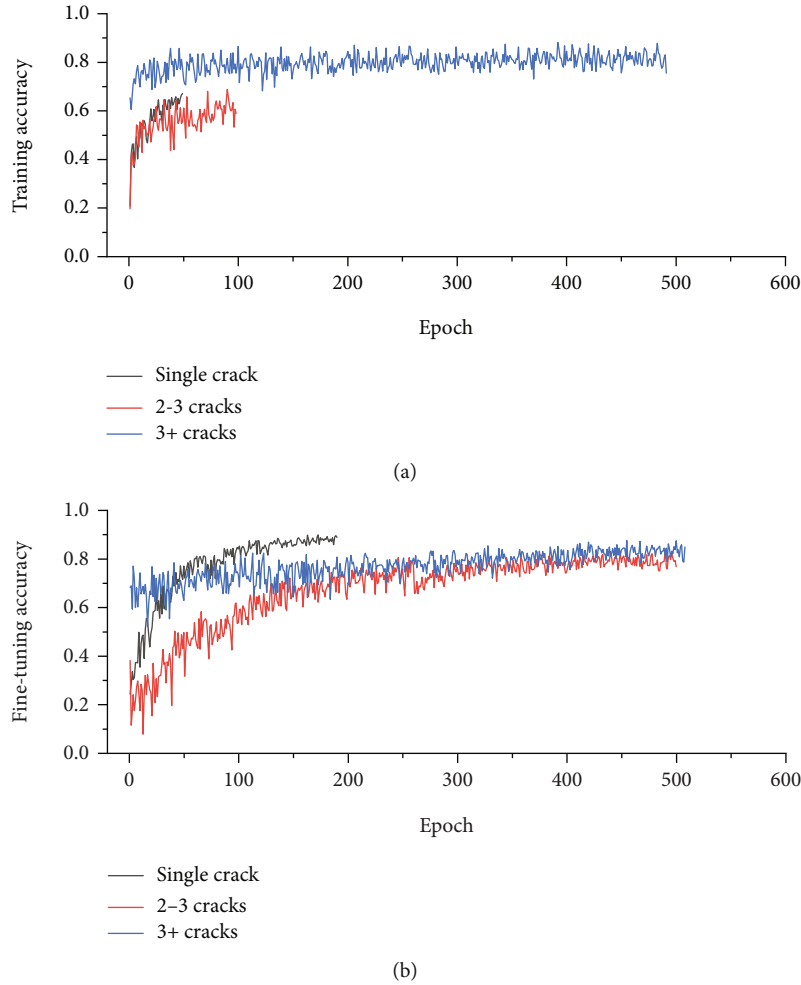 1.0
0.8
0.6
0.4
0.2
0.0
Training accuracy
0 100 200 300 400 500 600
Epoch
Single crack
2-3 cracks
3+ cracks
(a)
1.0
0.8
0.6
0.4
0.2
0.0
Fine-tuning accuracy
0 100 200 300 400 500 600
Epoch
Single crack
2–3 cracks
3+ cracks
(b)